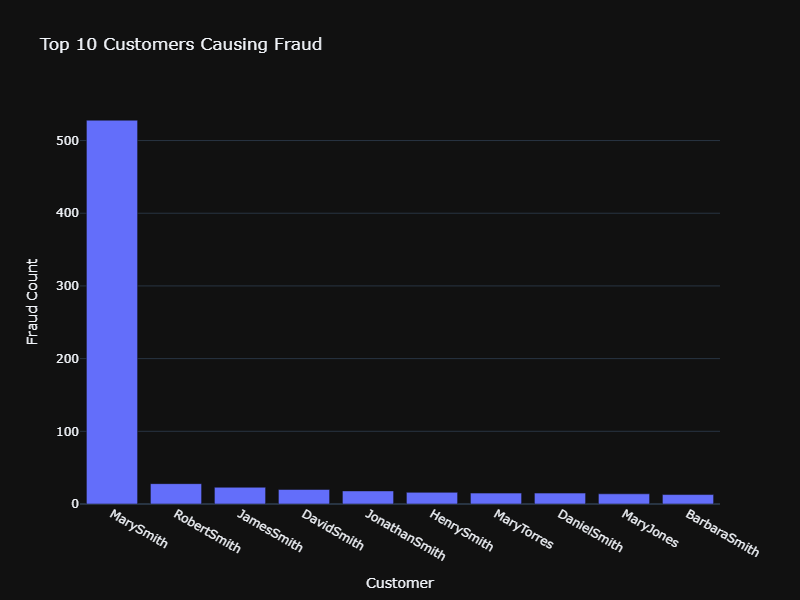 Top 10 Customers Causing Fraud
500
400
300
200
100
0
Fraud Count
MarySmith
RobertSmith
JamesSmith
DavidSmith
JonathanSmith
HenrySmith
MaryTorres
DanielSmith
MaryJones
BarbaraSmith
Customer